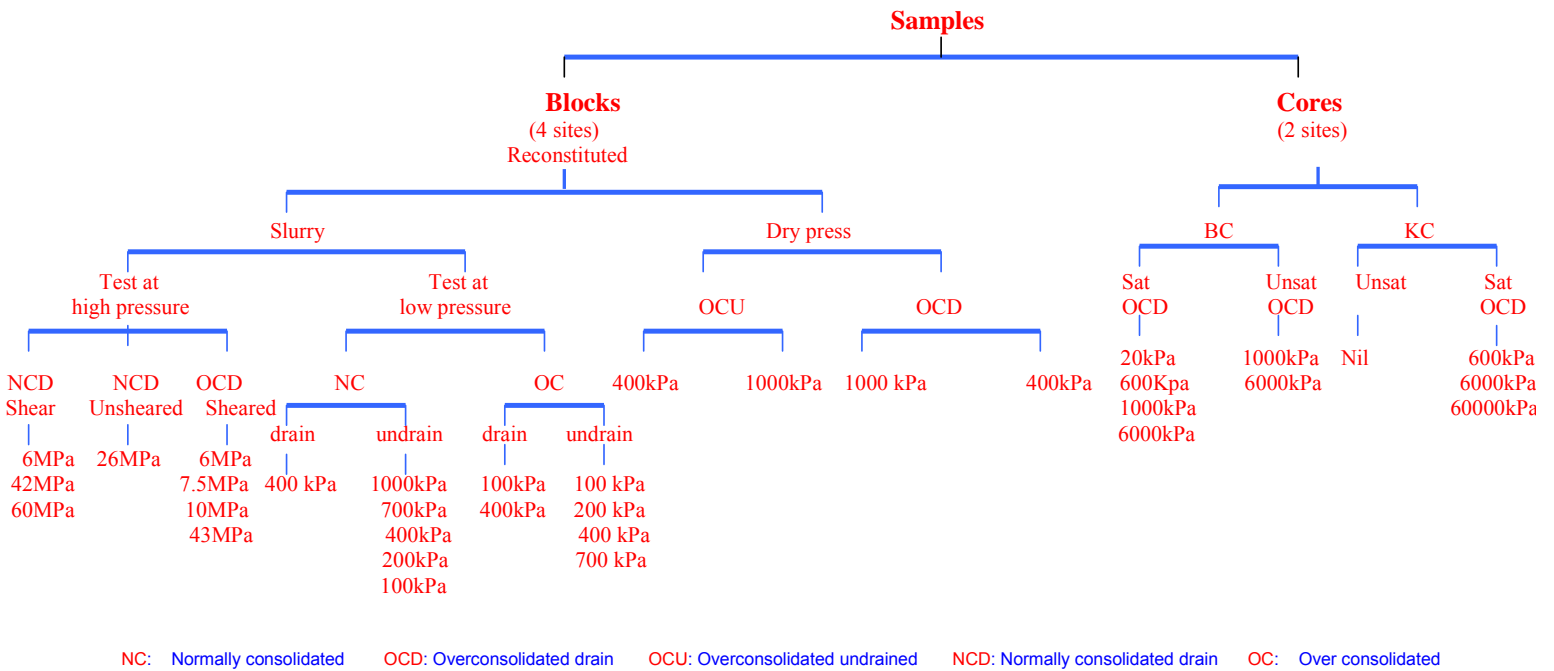 Samples
Blocks
(4 sites)
Reconstituted
Cores
(2 sites)
Slurry
Dry press
BC
KC
Test at
high pressure
Test at
low pressure
OCU
OCD
Sat
OCD
Unsat
OCD
Unsat
Sat
OCD
NCD
Shear
NCD
Unsheared
OCD
Sheared
NC
OC
400kPa
1000kPa
1000 kPa
400kPa
20kPa
600Kpa
1000kPa
6000kPa
1000kPa
6000kPa
Nil
600kPa
6000kPa
60000kPa
drain
undrain
drain
undrain
6MPa
42MPa
60MPa
26MPa
6MPa
7.5MPa
10MPa
43MPa
400 kPa
1000kPa
700kPa
400kPa
200kPa
100kPa
100kPa
400kPa
100 kPa
200 kPa
400 kPa
700 kPa
NC: Normally consolidated OCD: Overconsolidated drain OCU: Overconsolidated undrained NCD: Normally consolidated drain OC: Over consolidated